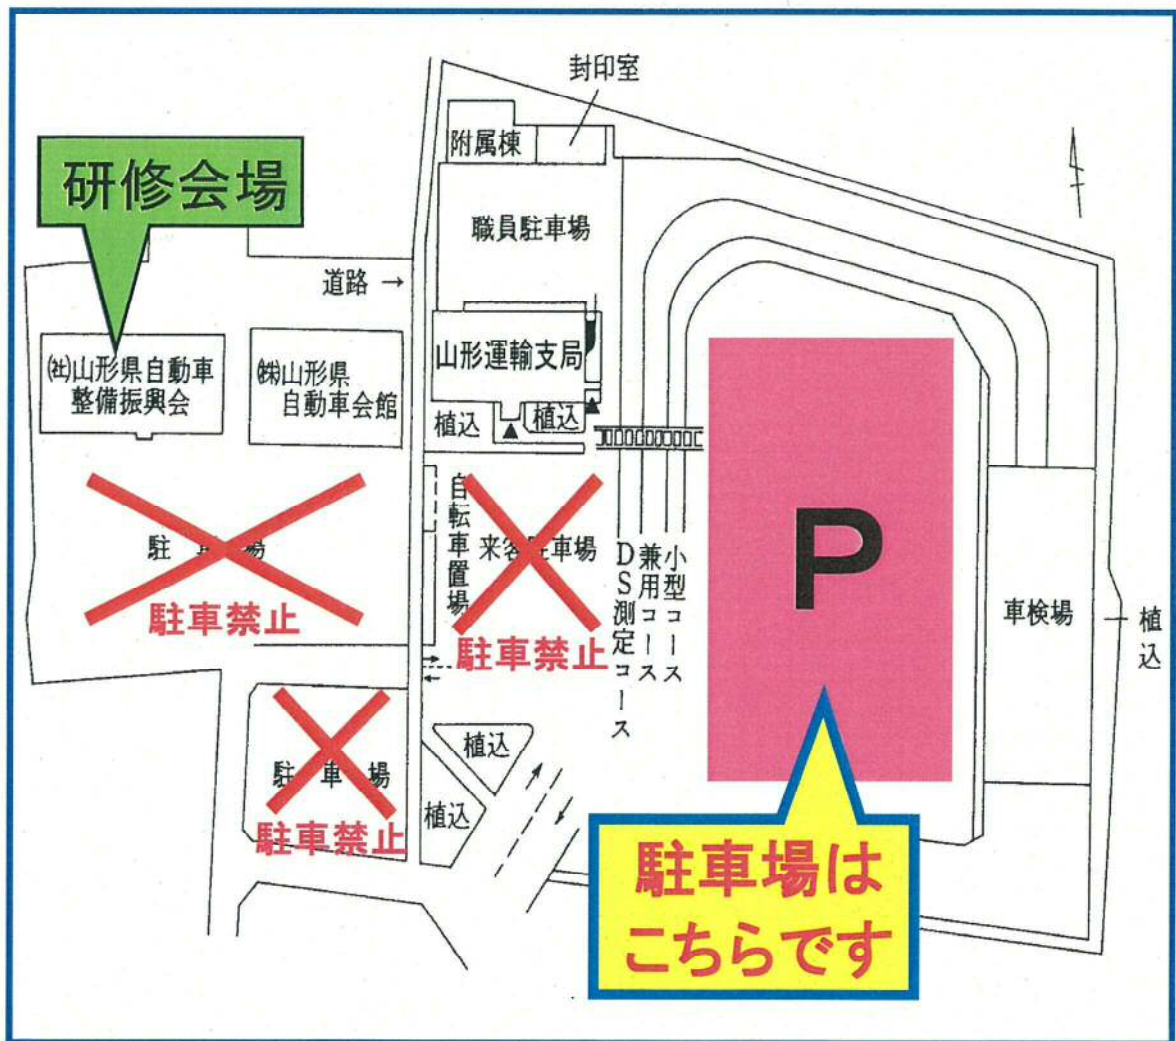 封印室
附属棟
研修会場
職員駐車場
道路 →
㈳山形県自動車
整備振興会
㈱山形県
自動車会館
山形運輸支局
植込
植込
駐車場
駐車禁止
自転車置場
来客駐車場
駐車禁止
DS測定コース
兼用コース
小型コース
P
車検場
植込
駐車場
駐車禁止
植込
植込
駐車場は
こちらです